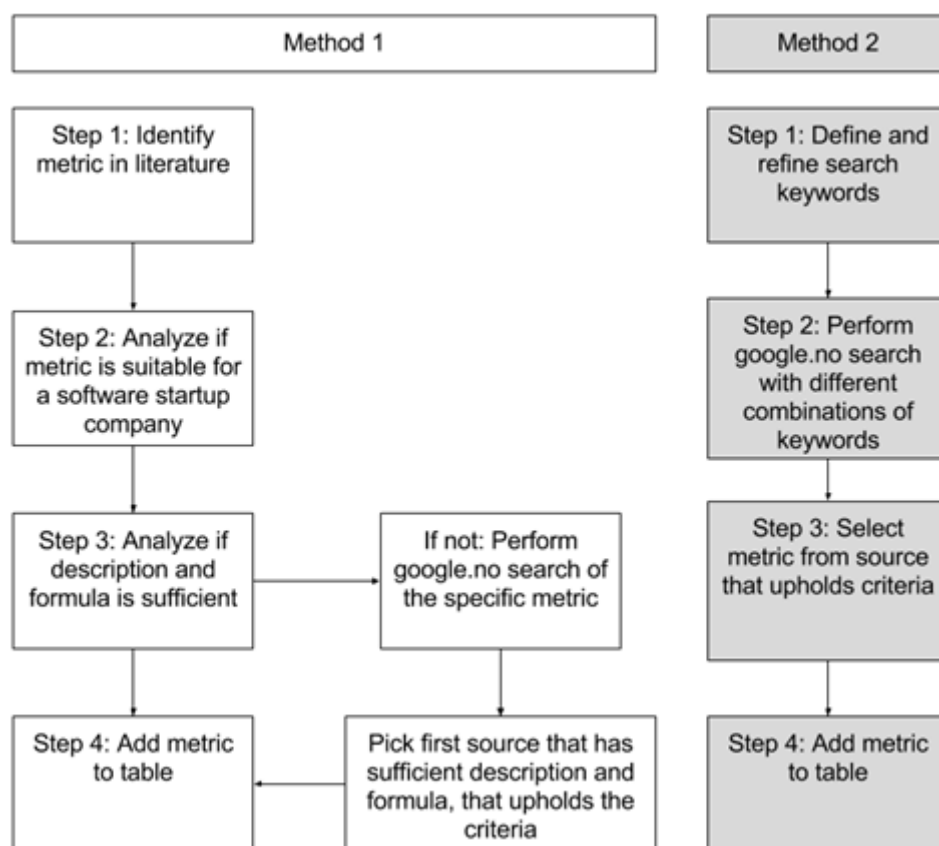 Method 1
Method 2
Step 1: Identify
metric in literature
Step 1: Define and
refine search
keywords
Step 2: Analyze if
metric is suitable for
a software startup
company
Step 2: Perform
google.no search
with different
combinations of
keywords
Step 3: Analyze if
description and
formula is sufficient
If not: Perform
google.no search of
the specific metric
Step 3: Select
metric from source
that upholds criteria
Step 4: Add metric
to table
Pick first source that has
sufficient description and
formula, that upholds the
criteria
Step 4: Add metric
to table